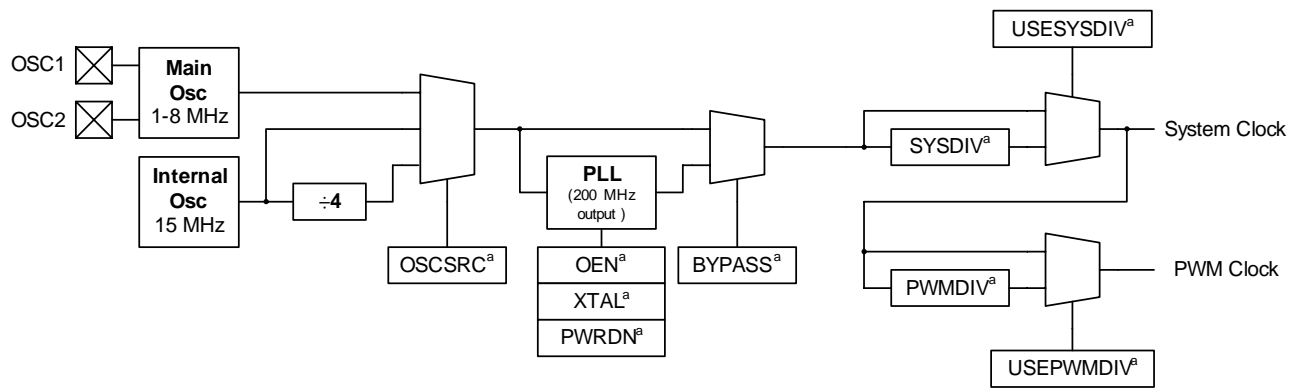 USESYSDIVᵃ
OSC1
Main
Osc
1-8 MHz
OSC2
System Clock
SYSDIVᵃ
Internal
Osc
15 MHz
÷4
PLL
(200 MHz
output )
OSCSRCᵃ
OENᵃ
BYPASSᵃ
XTALᵃ
PWRDNᵃ
PWM Clock
PWMDIVᵃ
USEPWMDIVᵃ